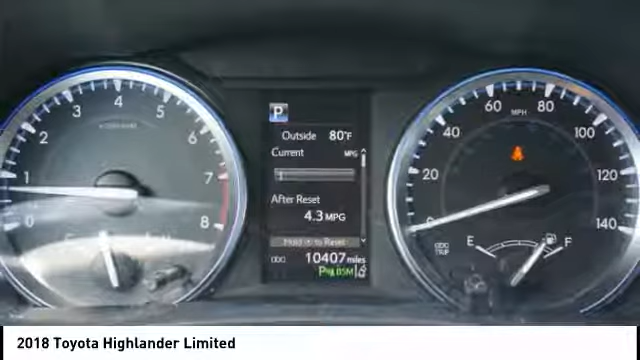 0 1 2 3 4 5 6 7 8
P
Outside 80°F
Current MPG
After Reset
4.3 MPG
Hold to Reset
ODO 10407 miles
0 20 40 60 80 100 120 140
MPH
ODO
TRIP
E F
2018 Toyota Highlander Limited